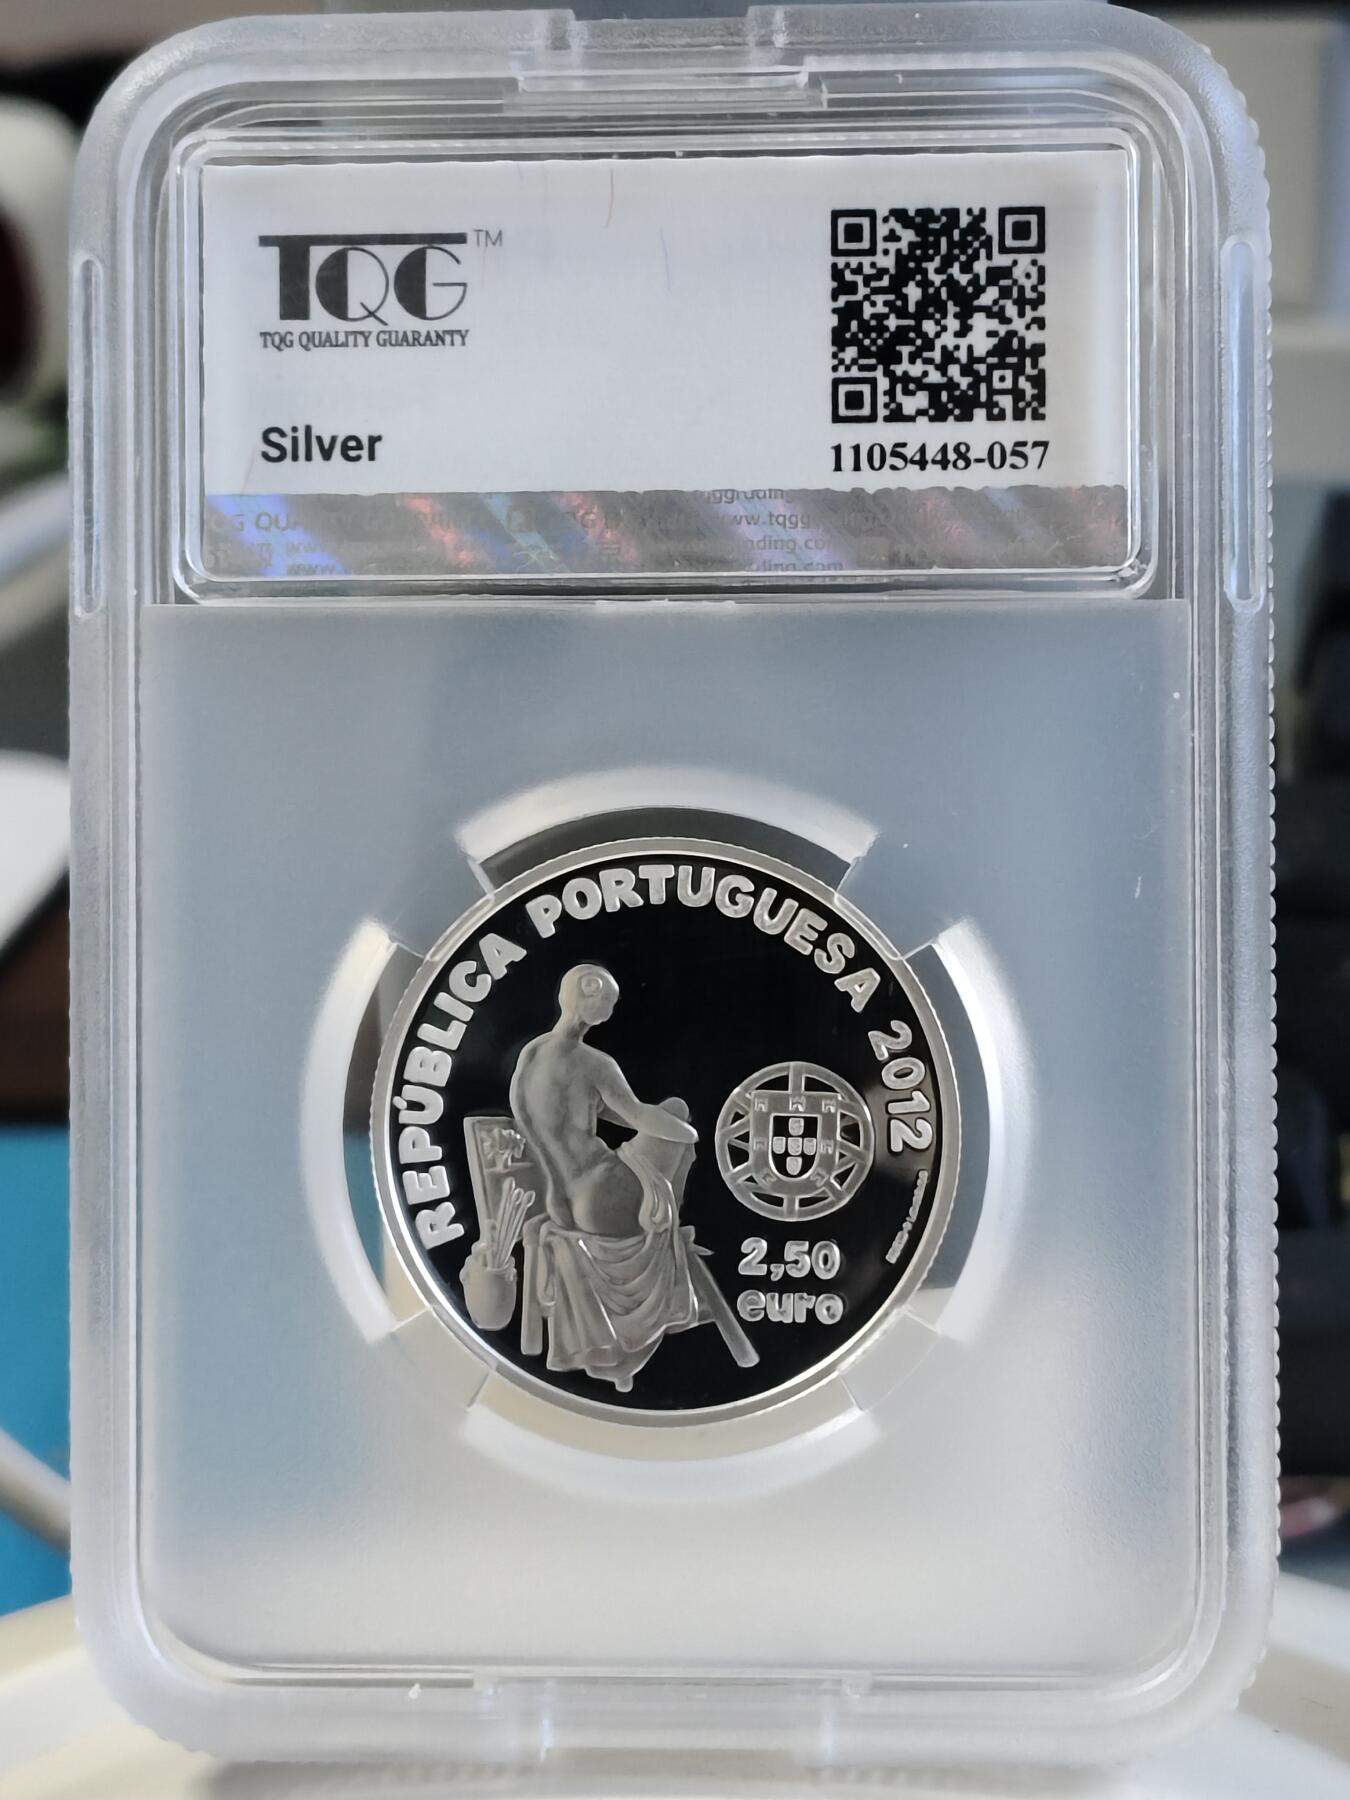 TQG™
TQG QUALITY GUARANTY
Silver
1105448-057
REPÚBLICA PORTUGUESA 2012
2,50
euro